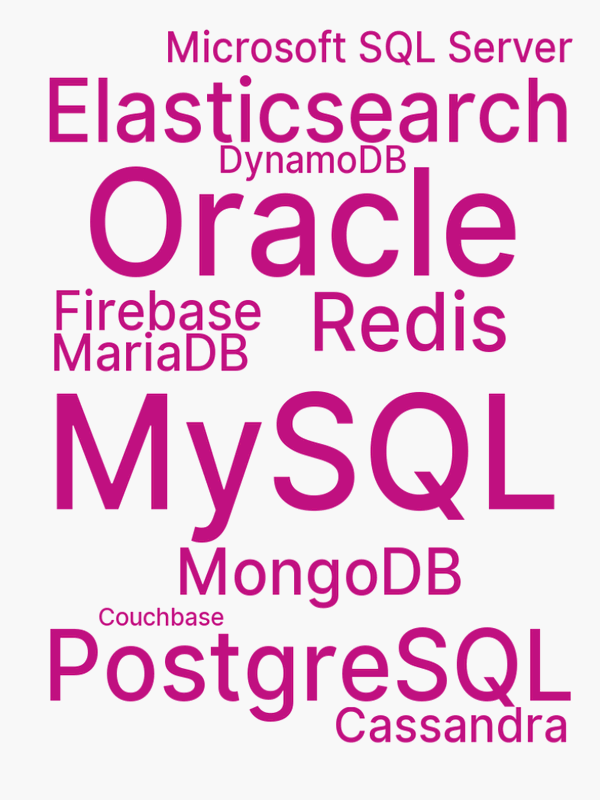 Microsoft SQL Server
Elasticsearch
DynamoDB
Oracle
Firebase
Redis
MariaDB
MySQL
MongoDB
Couchbase
PostgreSQL
Cassandra